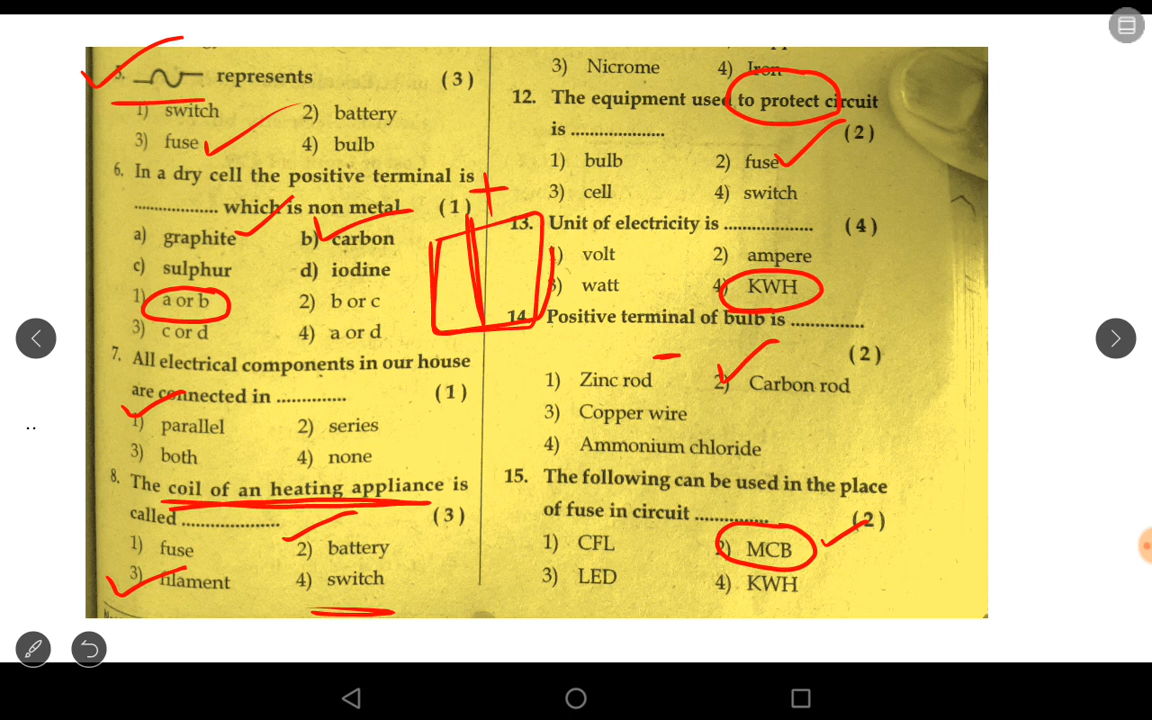 5. represents (3)
1) switch 2) battery
3) fuse 4) bulb
6. In a dry cell the positive terminal is
.................. which is non metal (1)
a) graphite b) carbon
c) sulphur d) iodine
1) a or b 2) b or c
3) c or d 4) a or d
7. All electrical components in our house
are connected in .............. (1)
1) parallel 2) series
3) both 4) none
8. The coil of an heating appliance is
called .................... (3)
1) fuse 2) battery
3) filament 4) switch
3) Nicrome 4) Iron
12. The equipment used to protect circuit
is .................... (2)
1) bulb 2) fuse
3) cell 4) switch
13. Unit of electricity is .................. (4)
1) volt 2) ampere
3) watt 4) KWH
14. Positive terminal of bulb is ..............
(2)
1) Zinc rod 2) Carbon rod
3) Copper wire
4) Ammonium chloride
15. The following can be used in the place
of fuse in circuit .............. (2)
1) CFL 2) MCB
3) LED 4) KWH